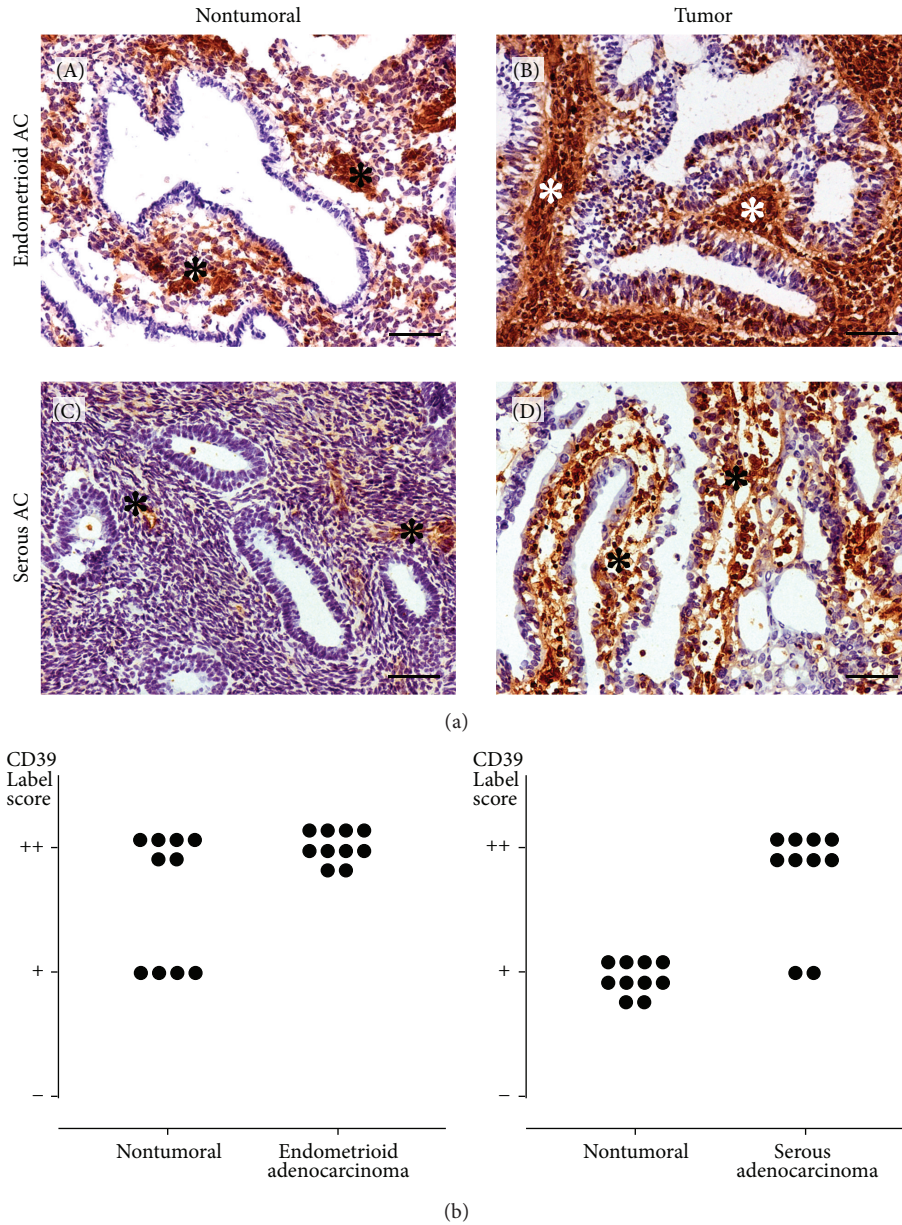 Nontumoral
Tumor
Endometrioid AC
(A)
*
*
(B)
*
*
Serous AC
(C)
*
*
(D)
*
*
(a)
CD39
Label
score
++
+
−
Nontumoral
Endometrioid
adenocarcinoma
CD39
Label
score
++
+
−
Nontumoral
Serous
adenocarcinoma
(b)